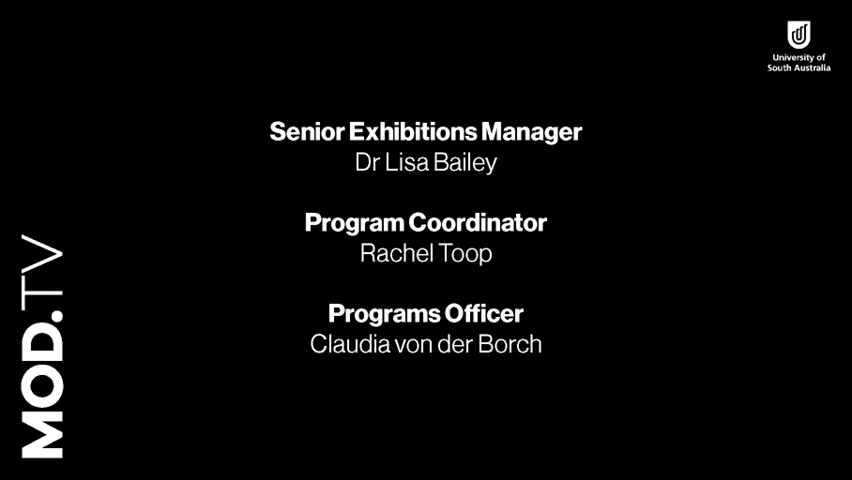 University of
South Australia
Senior Exhibitions Manager
Dr Lisa Bailey
Program Coordinator
Rachel Toop
Programs Officer
Claudia von der Borch
MOD.TV